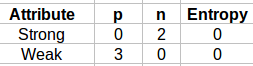 Attribute p n Entropy
Strong 0 2 0
Weak 3 0 0